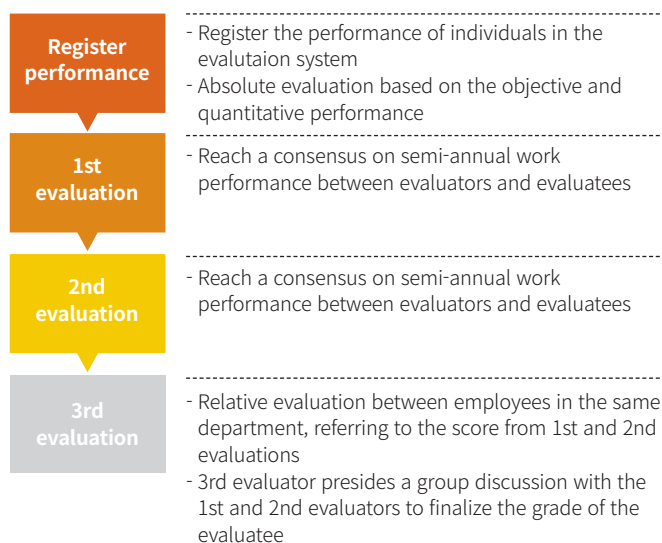 Register
performance
- Register the performance of individuals in the
evalutaion system
- Absolute evaluation based on the objective and
quantitative performance
1st
evaluation
- Reach a consensus on semi-annual work
performance between evaluators and evaluatees
2nd
evaluation
- Reach a consensus on semi-annual work
performance between evaluators and evaluatees
3rd
evaluation
- Relative evaluation between employees in the same
department, referring to the score from 1st and 2nd
evaluations
- 3rd evaluator presides a group discussion with the
1st and 2nd evaluators to finalize the grade of the
evaluatee